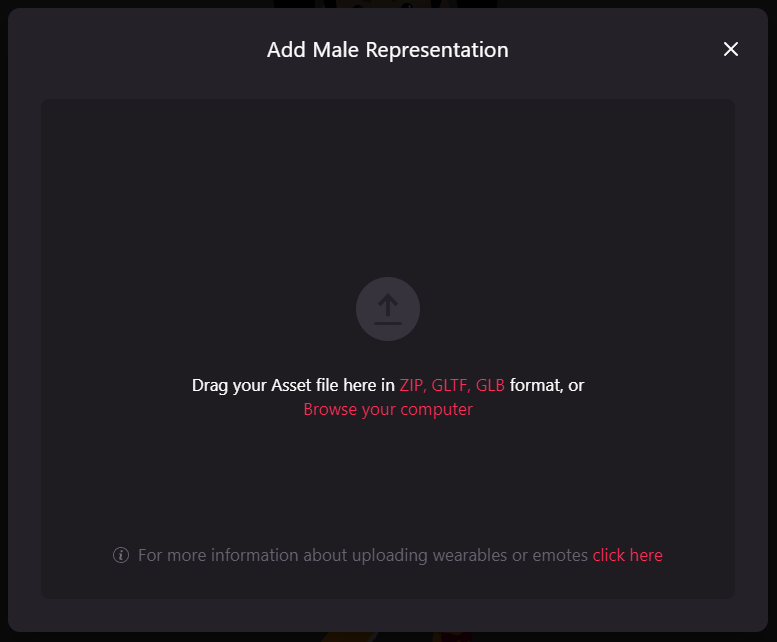 Add Male Representation
Drag your Asset file here in ZIP, GLTF, GLB format, or
Browse your computer
For more information about uploading wearables or emotes click here